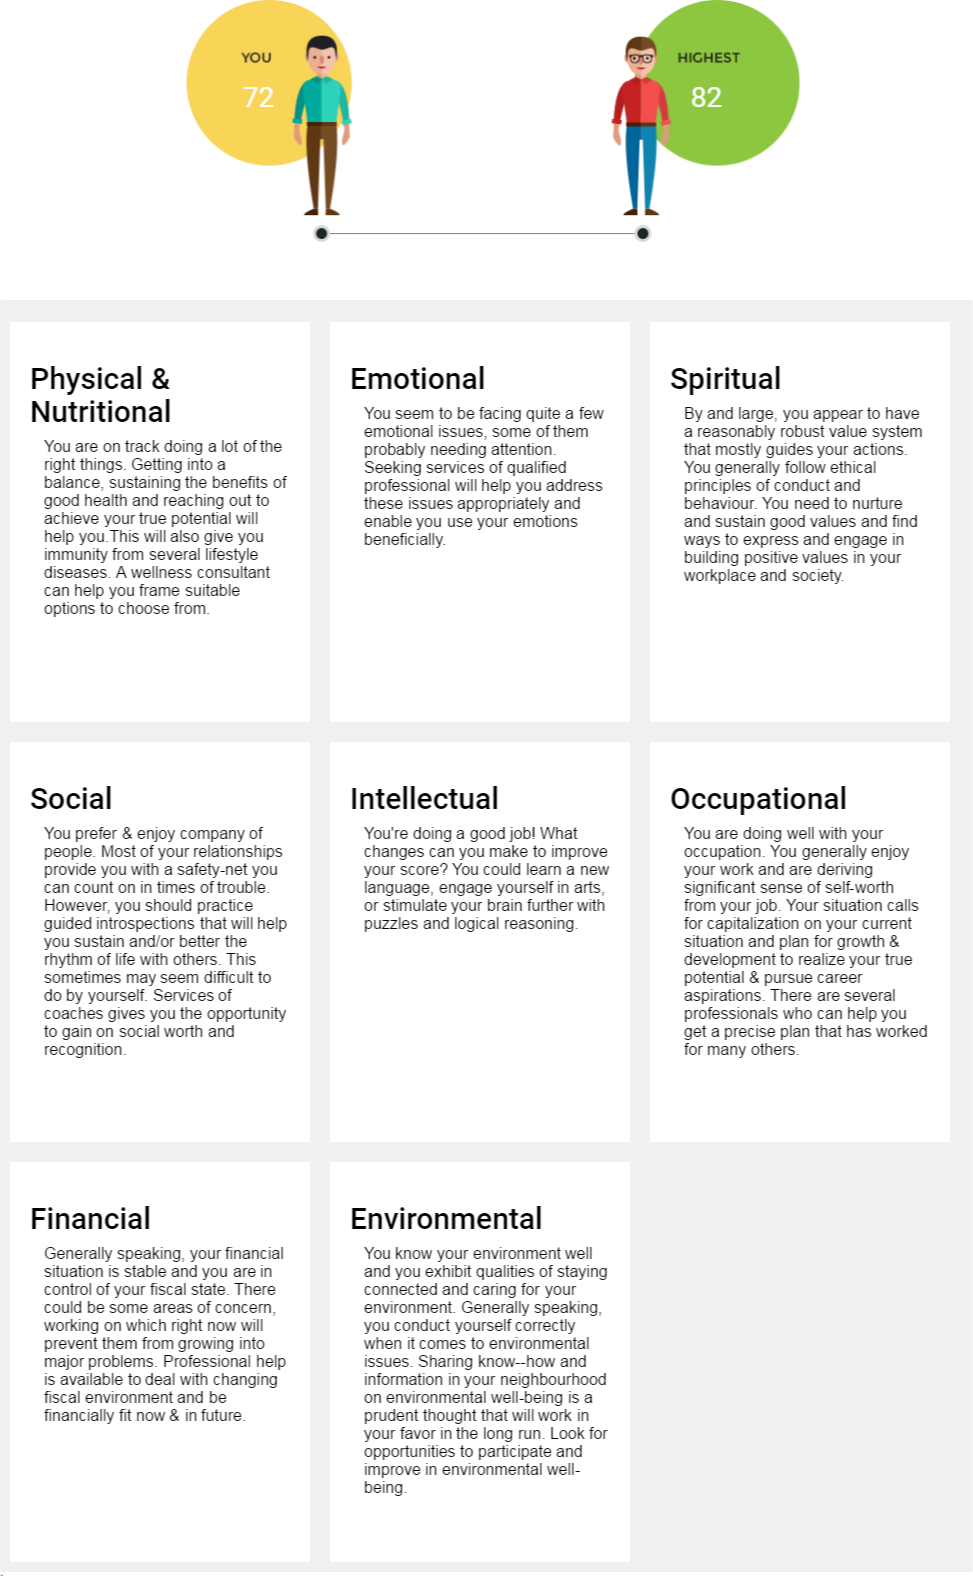 YOU
72
HIGHEST
82
Physical &
Nutritional
You are on track doing a lot of the
right things. Getting into a
balance, sustaining the benefits of
good health and reaching out to
achieve your true potential will
help you.This will also give you
immunity from several lifestyle
diseases. A wellness consultant
can help you frame suitable
options to choose from.
Emotional
You seem to be facing quite a few
emotional issues, some of them
probably needing attention.
Seeking services of qualified
professional will help you address
these issues appropriately and
enable you use your emotions
beneficially.
Spiritual
By and large, you appear to have
a reasonably robust value system
that mostly guides your actions.
You generally follow ethical
principles of conduct and
behaviour. You need to nurture
and sustain good values and find
ways to express and engage in
building positive values in your
workplace and society.
Social
You prefer & enjoy company of
people. Most of your relationships
provide you with a safety-net you
can count on in times of trouble.
However, you should practice
guided introspections that will help
you sustain and/or better the
rhythm of life with others. This
sometimes may seem difficult to
do by yourself. Services of
coaches gives you the opportunity
to gain on social worth and
recognition.
Intellectual
You're doing a good job! What
changes can you make to improve
your score? You could learn a new
language, engage yourself in arts,
or stimulate your brain further with
puzzles and logical reasoning.
Occupational
You are doing well with your
occupation. You generally enjoy
your work and are deriving
significant sense of self-worth
from your job. Your situation calls
for capitalization on your current
situation and plan for growth &
development to realize your true
potential & pursue career
aspirations. There are several
professionals who can help you
get a precise plan that has worked
for many others.
Financial
Generally speaking, your financial
situation is stable and you are in
control of your fiscal state. There
could be some areas of concern,
working on which right now will
prevent them from growing into
major problems. Professional help
is available to deal with changing
fiscal environment and be
financially fit now & in future.
Environmental
You know your environment well
and you exhibit qualities of staying
connected and caring for your
environment. Generally speaking,
you conduct yourself correctly
when it comes to environmental
issues. Sharing know--how and
information in your neighbourhood
on environmental well-being is a
prudent thought that will work in
your favor in the long run. Look for
opportunities to participate and
improve in environmental well-
being.